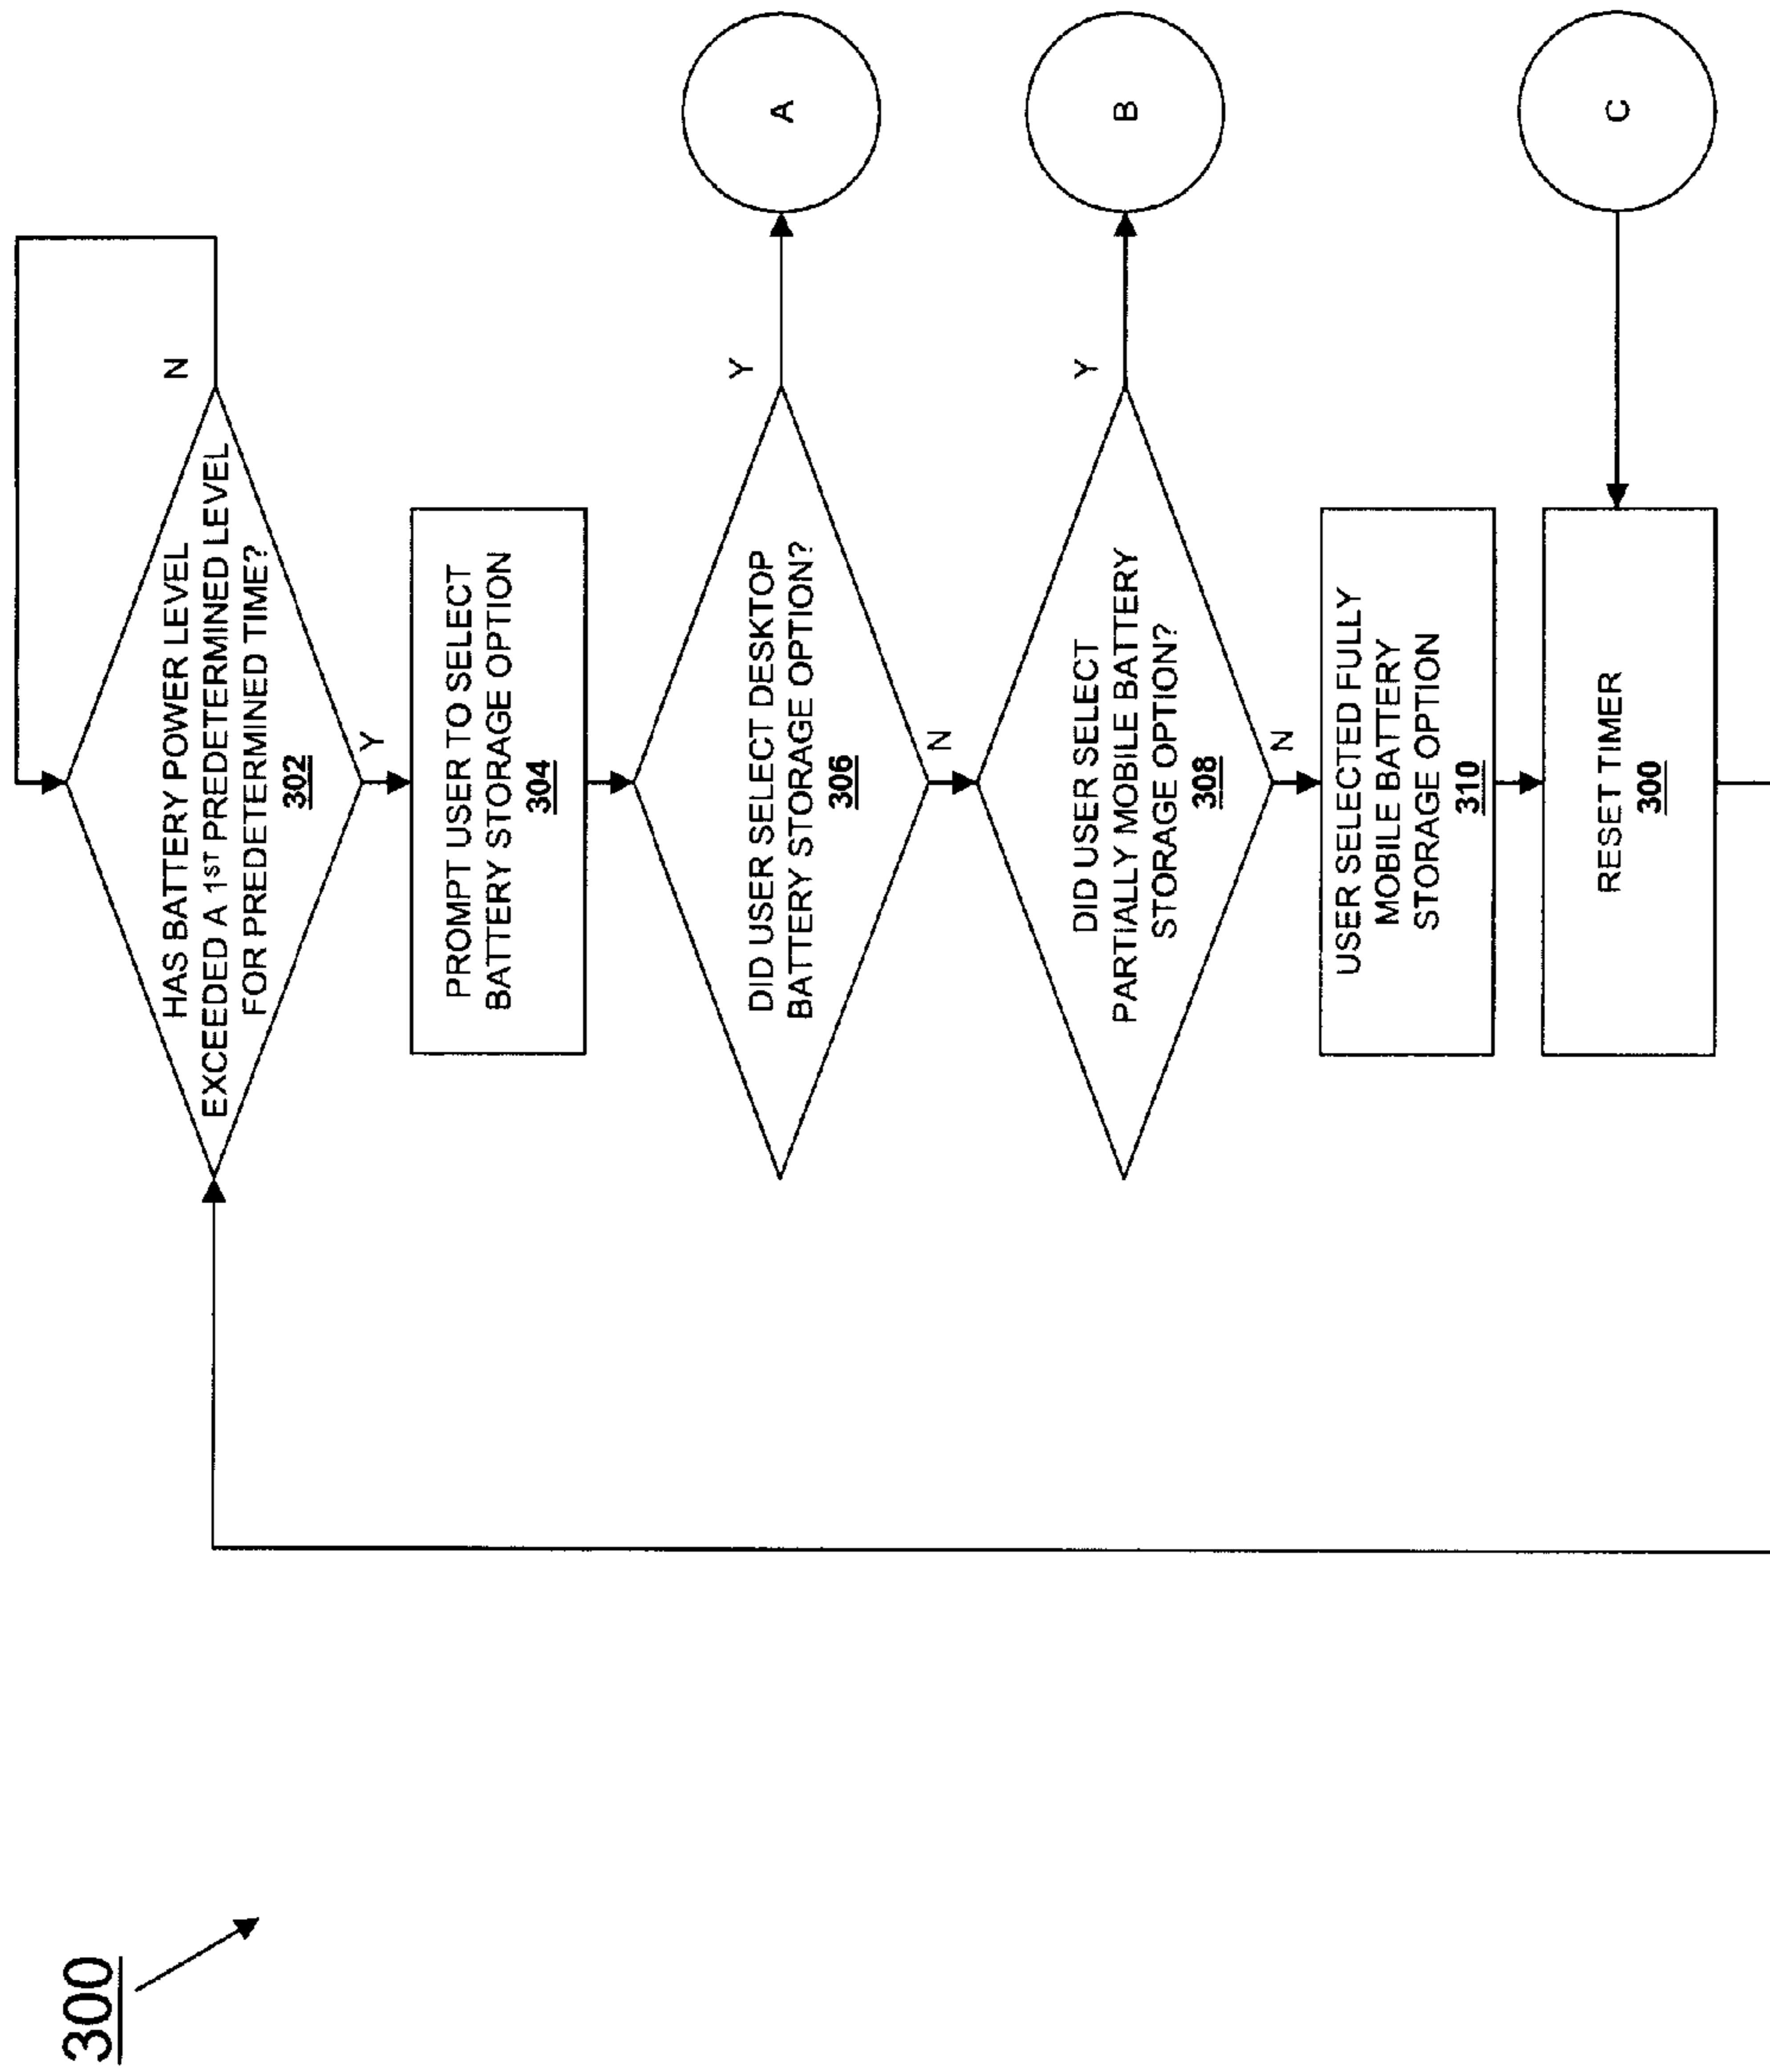 300
HAS BATTERY POWER LEVEL
EXCEEDED A 1ST PREDETERMINED LEVEL
FOR PREDETERMINED TIME?
302
N
Y
PROMPT USER TO SELECT
BATTERY STORAGE OPTION
304
DID USER SELECT DESKTOP
BATTERY STORAGE OPTION?
306
Y
A
N
DID USER SELECT
PARTIALLY MOBILE BATTERY
STORAGE OPTION?
308
Y
B
N
USER SELECTED FULLY
MOBILE BATTERY
STORAGE OPTION
310
RESET TIMER
300
C